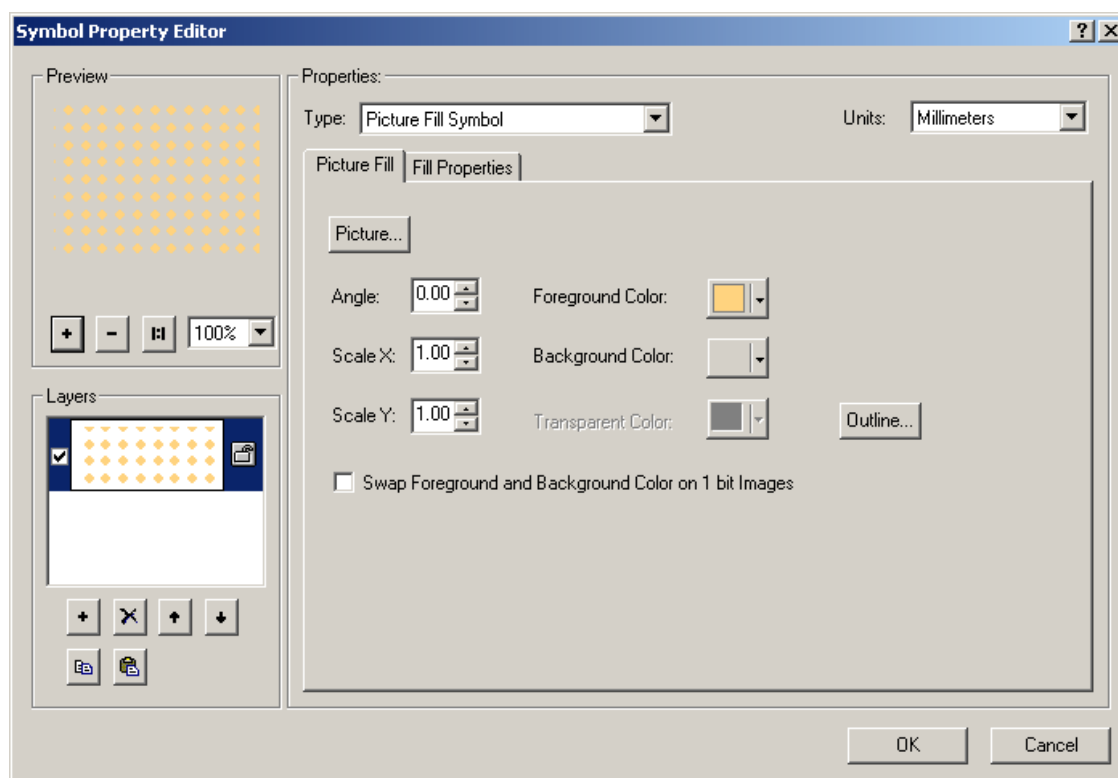 Symbol Property Editor
Preview
100%
Layers
Properties:
Type: Picture Fill Symbol
Units: Millimeters
Picture Fill
Fill Properties
Picture...
Angle: 0.00
Foreground Color:
Scale X: 1.00
Background Color:
Scale Y: 1.00
Transparent Color:
Outline...
Swap Foreground and Background Color on 1 bit Images
OK
Cancel